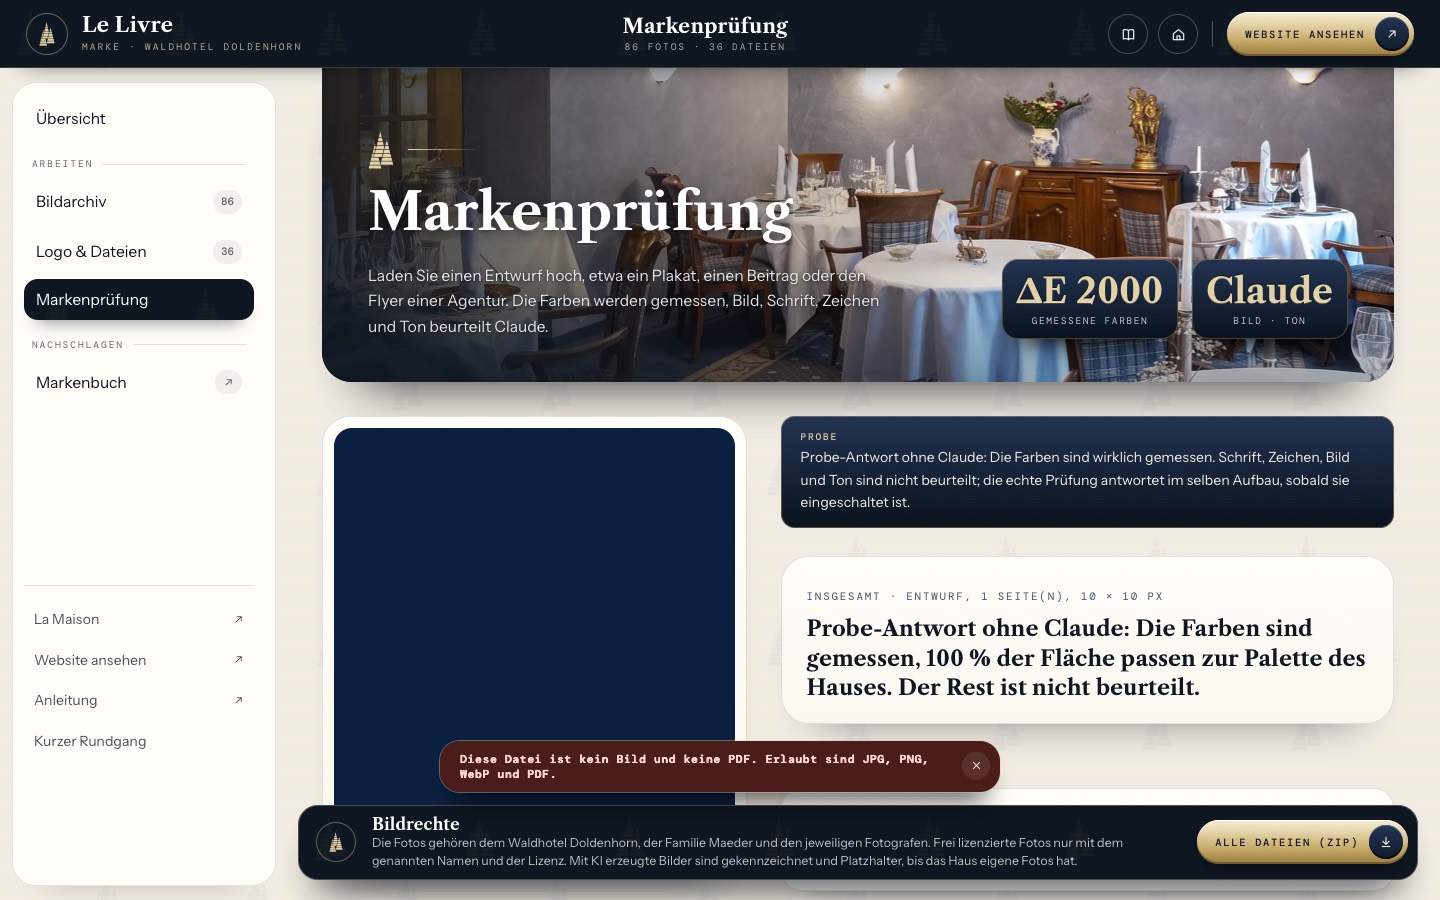 Le Livre
MARKE · WALDHOTEL DOLDENHORN
Markenprüfung
86 FOTOS · 36 DATEIEN
WEBSITE ANSEHEN
Übersicht
ARBEITEN
Bildarchiv 86
Logo & Dateien 36
Markenprüfung
NACHSCHLAGEN
Markenbuch
La Maison
Website ansehen
Anleitung
Kurzer Rundgang
Markenprüfung
Laden Sie einen Entwurf hoch, etwa ein Plakat, einen Beitrag oder den
Flyer einer Agentur. Die Farben werden gemessen, Bild, Schrift, Zeichen
und Ton beurteilt Claude.
ΔE 2000
GEMESSENE FARBEN
Claude
BILD · TON
PROBE
Probe-Antwort ohne Claude: Die Farben sind wirklich gemessen. Schrift, Zeichen, Bild
und Ton sind nicht beurteilt; die echte Prüfung antwortet im selben Aufbau, sobald sie
eingeschaltet ist.
INSGESAMT · ENTWURF, 1 SEITE(N), 10 × 10 PX
Probe-Antwort ohne Claude: Die Farben sind
gemessen, 100 % der Fläche passen zur Palette des
Hauses. Der Rest ist nicht beurteilt.
Diese Datei ist kein Bild und keine PDF. Erlaubt sind JPG, PNG,
WebP und PDF.
Bildrechte
Die Fotos gehören dem Waldhotel Doldenhorn, der Familie Maeder und den jeweiligen Fotografen. Frei lizenzierte Fotos nur mit dem
genannten Namen und der Lizenz. Mit KI erzeugte Bilder sind gekennzeichnet und Platzhalter, bis das Haus eigene Fotos hat.
ALLE DATEIEN (ZIP)